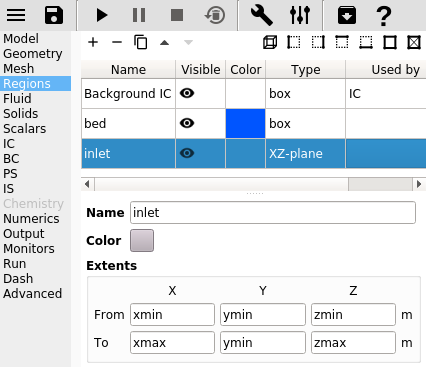 Model
Geometry
Mesh
Regions
Fluid
Solids
Scalars
IC
BC
PS
IS
Chemistry
Numerics
Output
Monitors
Run
Dash
Advanced
Name Visible Color Type Used by
Background IC box IC
bed box
inlet XZ-plane
Name inlet
Color
Extents
X Y Z
From xmin ymin zmin m
To xmax ymin zmax m